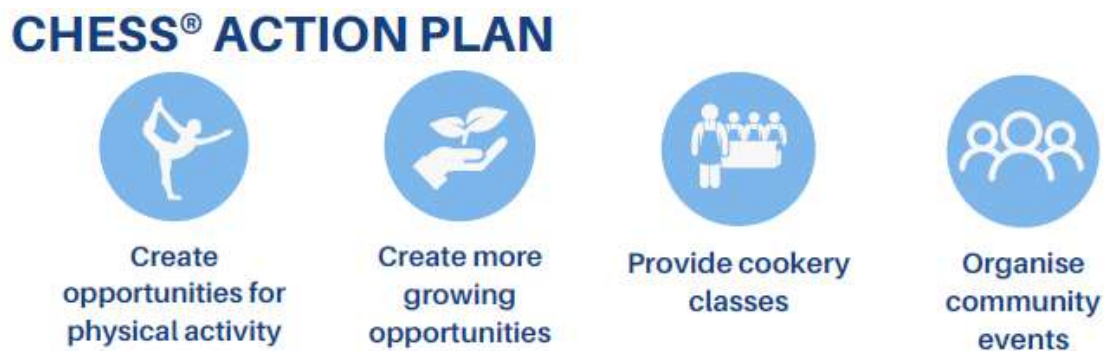 CHESS® ACTION PLAN
Create
opportunities for
physical activity
Create more
growing
opportunities
Provide cookery
classes
Organise
community
events